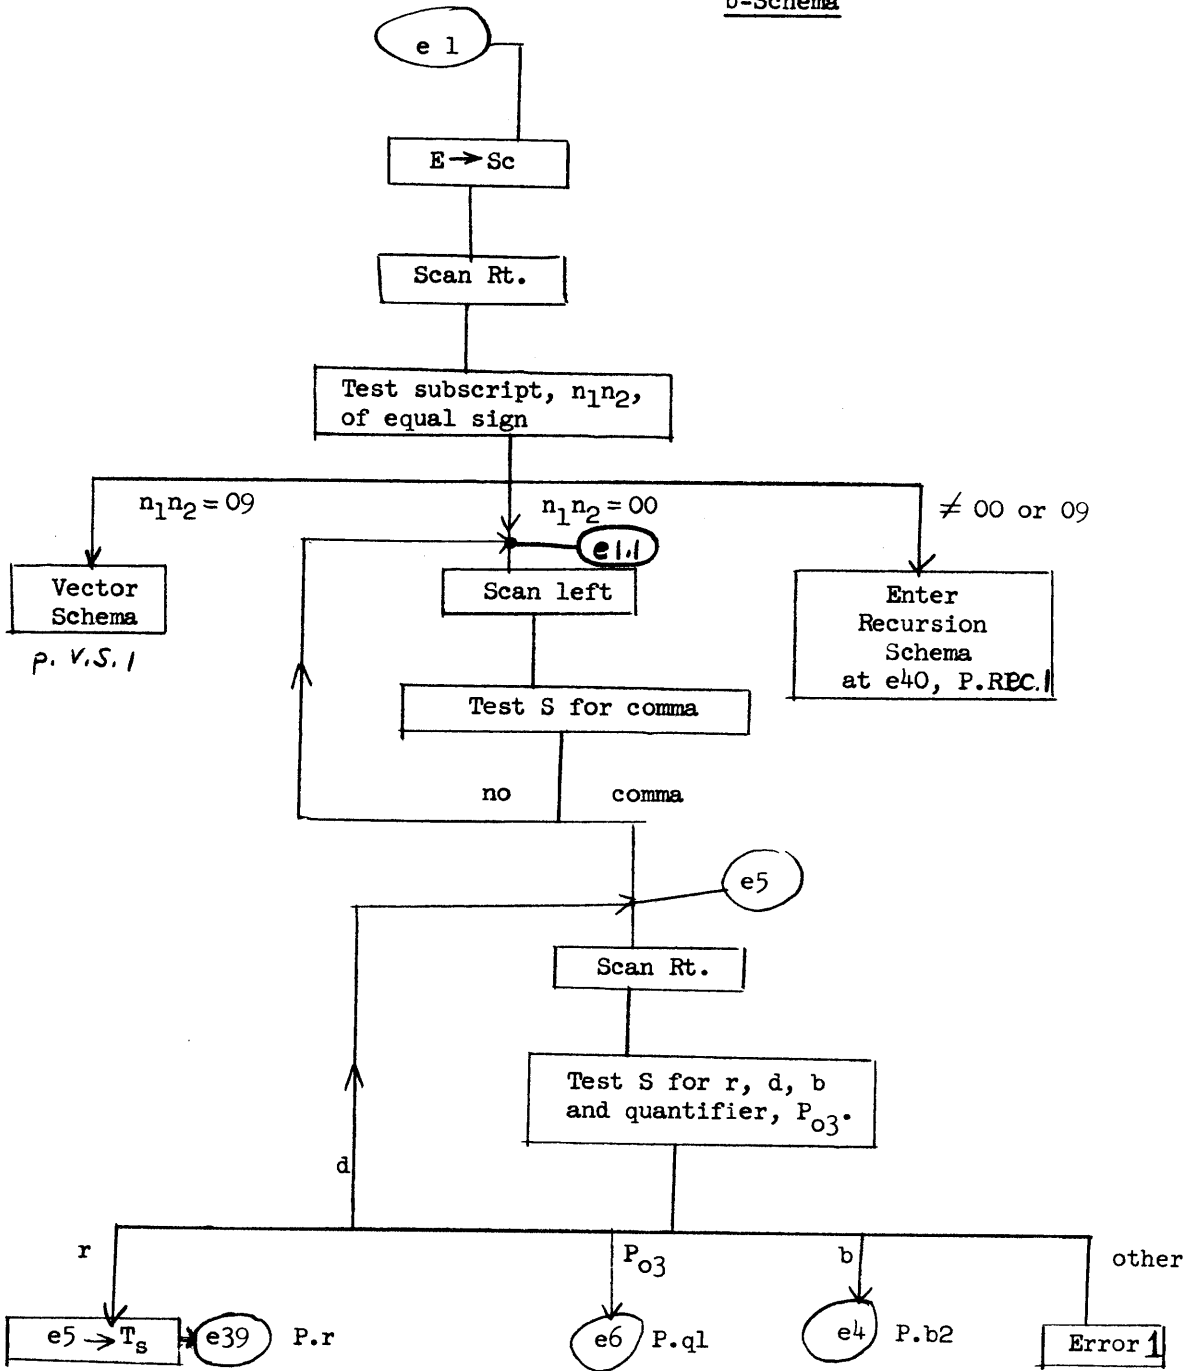 b-Schema
e 1
E → Sc
Scan Rt.
Test subscript, n₁n₂,
of equal sign
n₁n₂ = 09
n₁n₂ = 00
≠ 00 or 09
e1.1
Vector
Schema
p. V.S. 1
Scan left
Enter
Recursion
Schema
at e40, P.REC.1
Test S for comma
no
comma
e5
Scan Rt.
Test S for r, d, b
and quantifier, P₀₃.
d
r
P₀₃
b
other
e5 → Tₛ
e39
P.r
e6
P.q1
e4
P.b2
Error 1